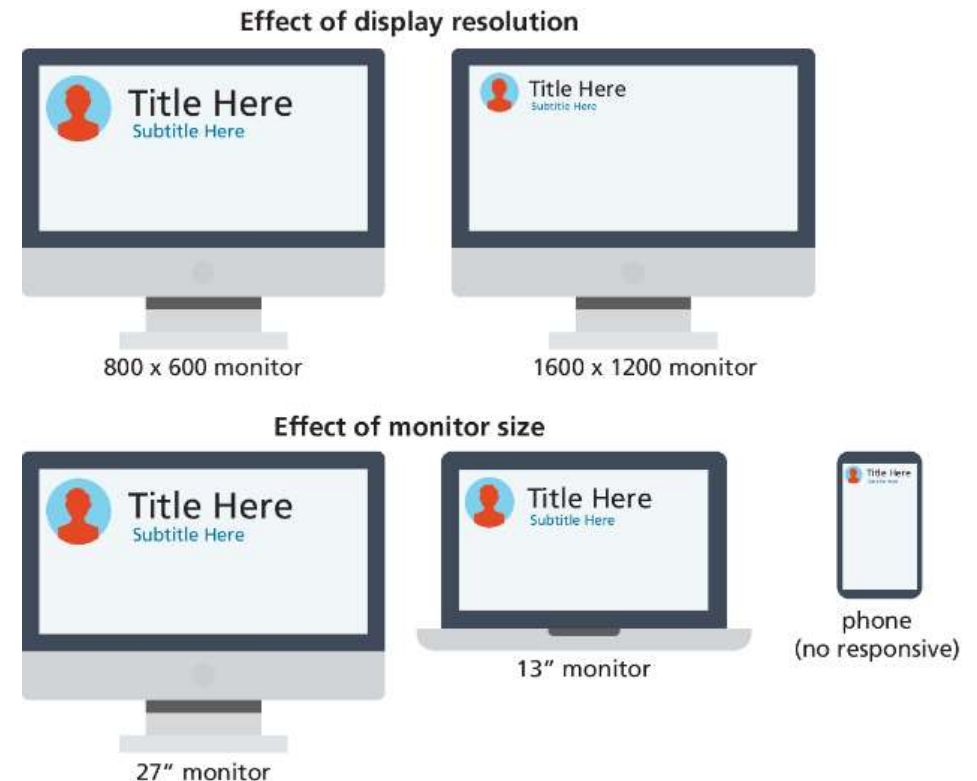 Effect of display resolution
Title Here
Subtitle Here
Title Here
Subtitle Here
800 x 600 monitor
1600 x 1200 monitor
Effect of monitor size
Title Here
Subtitle Here
Title Here
Subtitle Here
Title Here
Subtitle Here
phone
(no responsive)
13” monitor
27” monitor